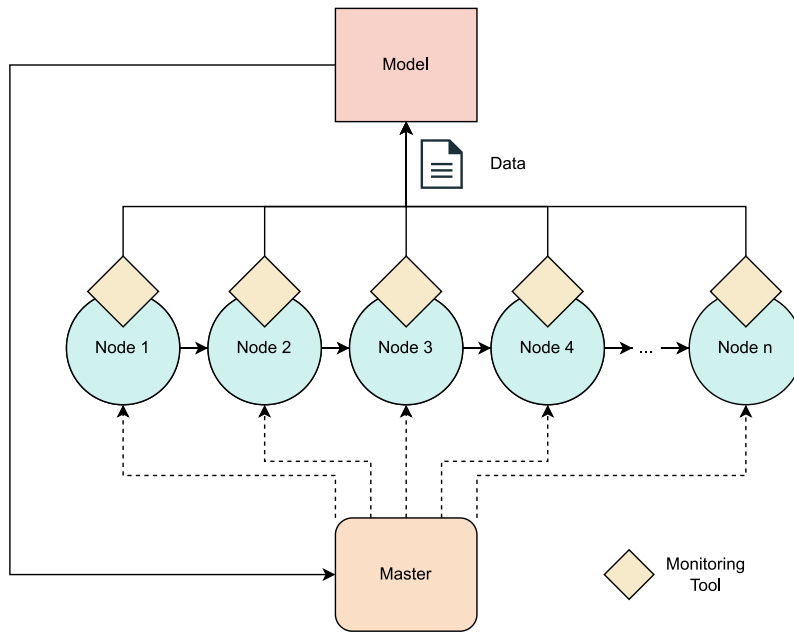 Model
Data
Node 1
Node 2
Node 3
Node 4
...
Node n
Master
Monitoring
Tool